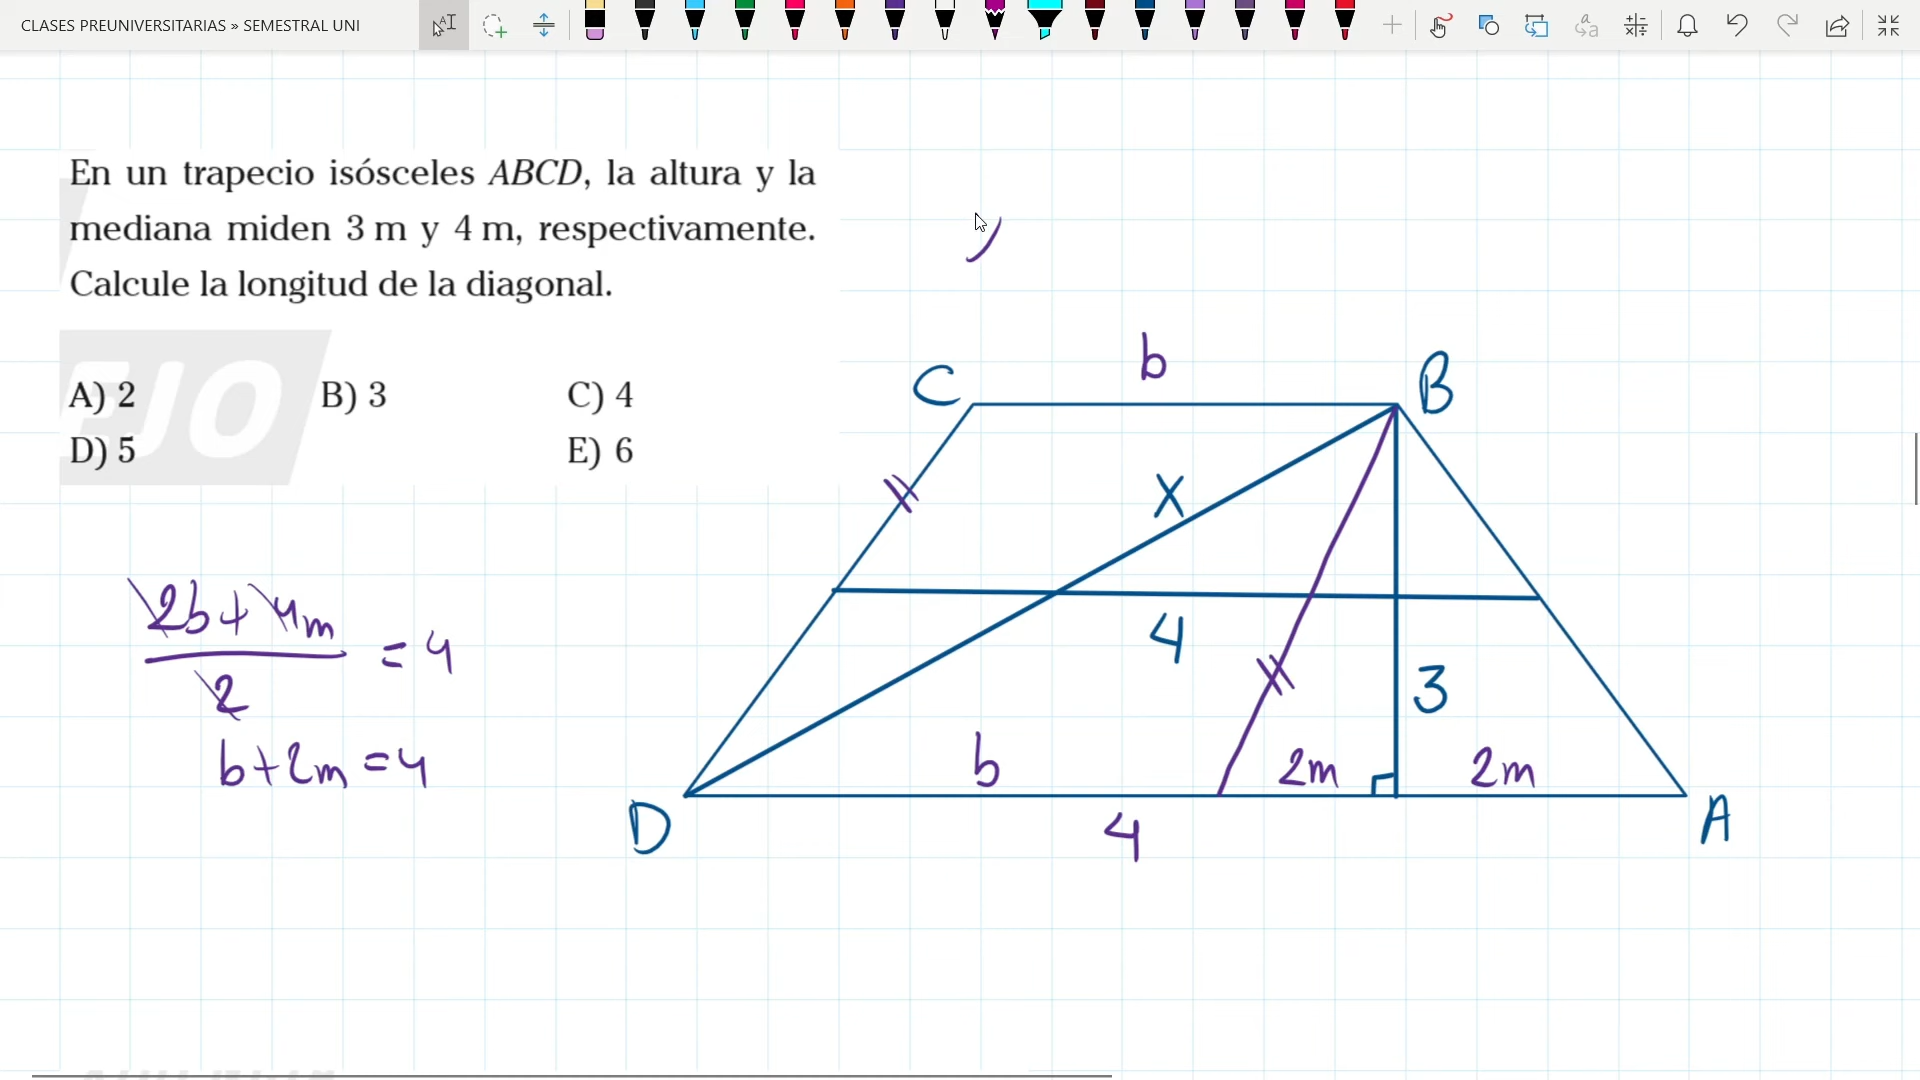 CLASES PREUNIVERSITARIAS » SEMESTRAL UNI
En un trapecio isósceles ABCD, la altura y la
mediana miden 3 m y 4 m, respectivamente.
Calcule la longitud de la diagonal.
A) 2 B) 3 C) 4
D) 5 E) 6
C b B
X
2b + 4m / 2 = 4
4
3
b + 2m = 4
b 2m 2m
D 4 A